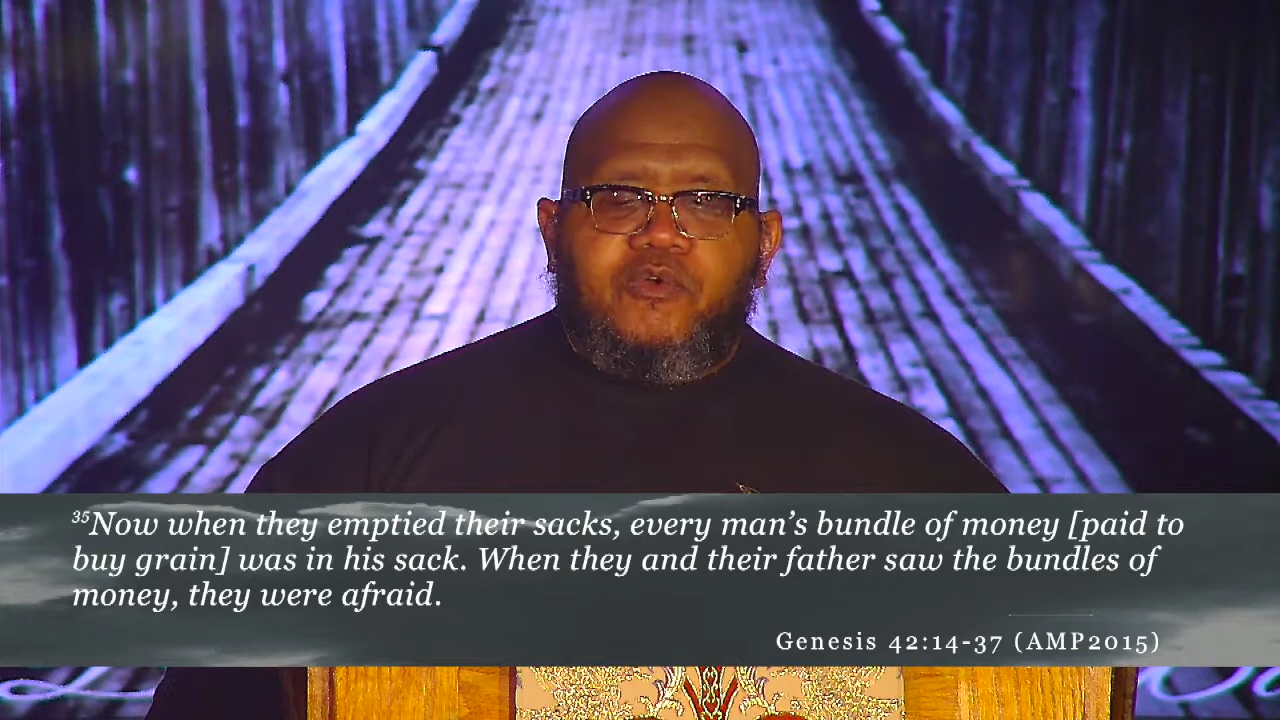 ³⁵Now when they emptied their sacks, every man’s bundle of money [paid to
buy grain] was in his sack. When they and their father saw the bundles of
money, they were afraid.
Genesis 42:14-37 (AMP2015)